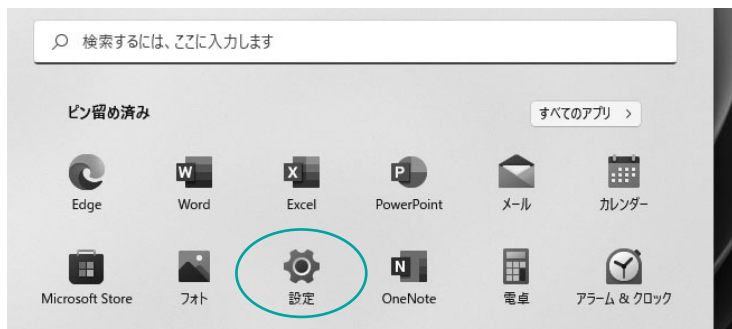 検索するには、ここに入力します
ピン留め済み
すべてのアプリ >
Edge
Word
Excel
PowerPoint
メール
カレンダー
Microsoft Store
フォト
設定
OneNote
電卓
アラーム & クロック